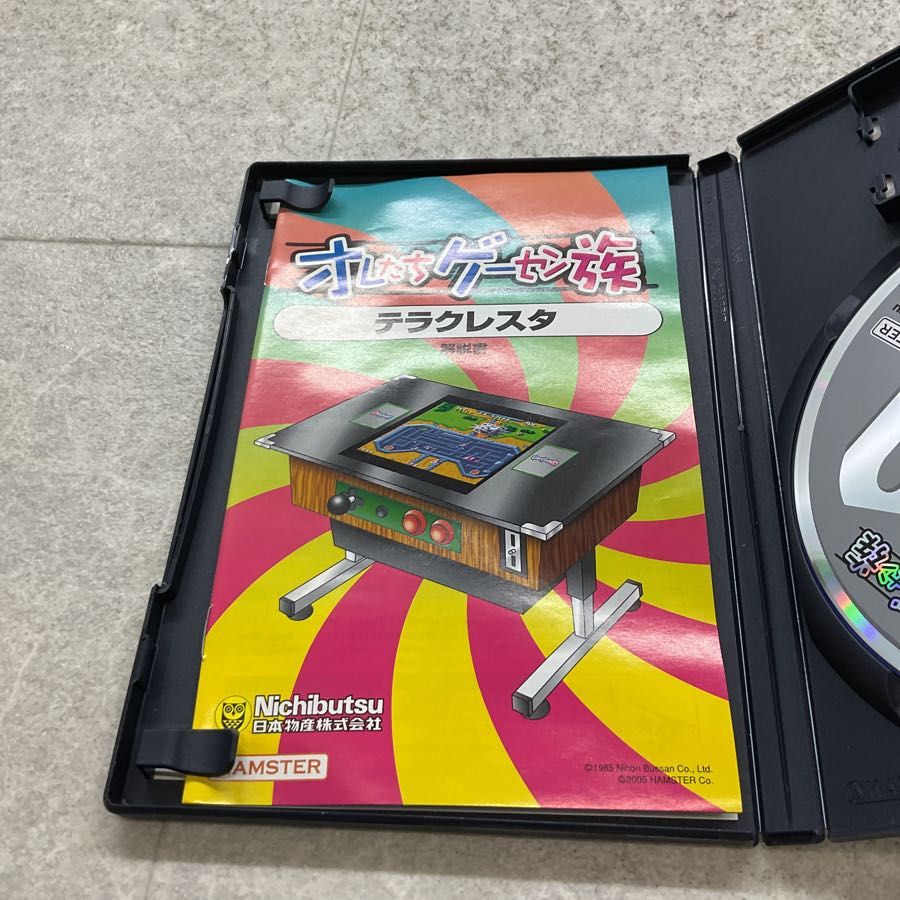 オレたちゲーセン族
テラクレスタ
解説書
Nichibutsu
日本物産株式会社
HAMSTER
©1985 Nihon Bussan Co., Ltd.
©2005 HAMSTER Co.